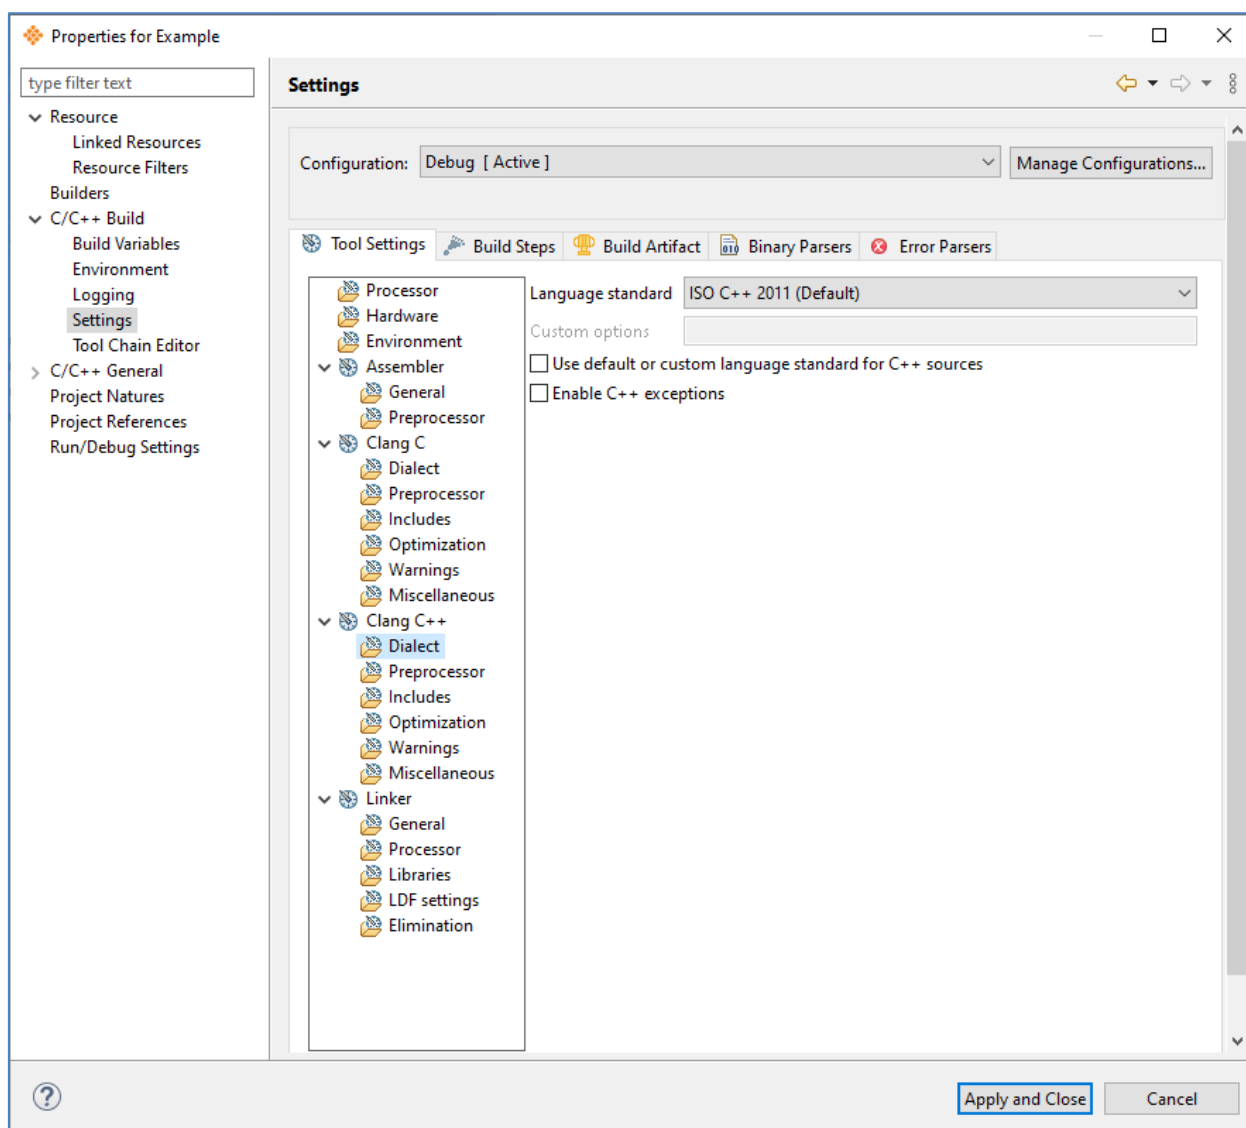 Properties for Example
type filter text
Resource
Linked Resources
Resource Filters
Builders
C/C++ Build
Build Variables
Environment
Logging
Settings
Tool Chain Editor
C/C++ General
Project Natures
Project References
Run/Debug Settings
Settings
Configuration: Debug [ Active ] Manage Configurations...
Tool Settings Build Steps Build Artifact Binary Parsers Error Parsers
Processor
Hardware
Environment
Assembler
General
Preprocessor
Clang C
Dialect
Preprocessor
Includes
Optimization
Warnings
Miscellaneous
Clang C++
Dialect
Preprocessor
Includes
Optimization
Warnings
Miscellaneous
Linker
General
Processor
Libraries
LDF settings
Elimination
Language standard ISO C++ 2011 (Default)
Custom options
Use default or custom language standard for C++ sources
Enable C++ exceptions
Apply and Close Cancel